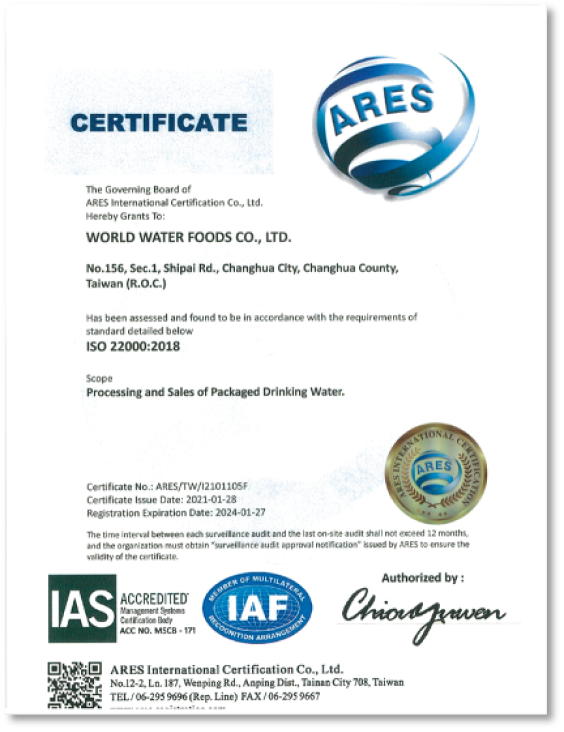 CERTIFICATE
ARES
The Governing Board of
ARES International Certification Co., Ltd.
Hereby Grants To:
WORLD WATER FOODS CO., LTD.
No.156, Sec.1, Shipai Rd., Changhua City, Changhua County,
Taiwan (R.O.C.)
Has been assessed and found to be in accordance with the requirements of
standard detailed below
ISO 22000:2018
Scope
Processing and Sales of Packaged Drinking Water.
ARES INTERNATIONAL CERTIFICATION
ARES
Certificate No.: ARES/TW/I2101105F
Certificate Issue Date: 2021-01-28
Registration Expiration Date: 2024-01-27
The time interval between each surveillance audit and the last on-site audit shall not exceed 12 months,
and the organization must obtain "surveillance audit approval notification" issued by ARES to ensure the
validity of the certificate.
Authorized by :
IAS
ACCREDITED
Management Systems
Certification Body
ACC NO. MSCB - 171
MEMBER OF MULTILATERAL
IAF
RECOGNITION ARRANGEMENT
ARES International Certification Co., Ltd.
No.12-2, Ln. 187, Wenping Rd., Anping Dist., Tainan City 708, Taiwan
TEL / 06-295 9696 (Rep. Line) FAX / 06-295 9667